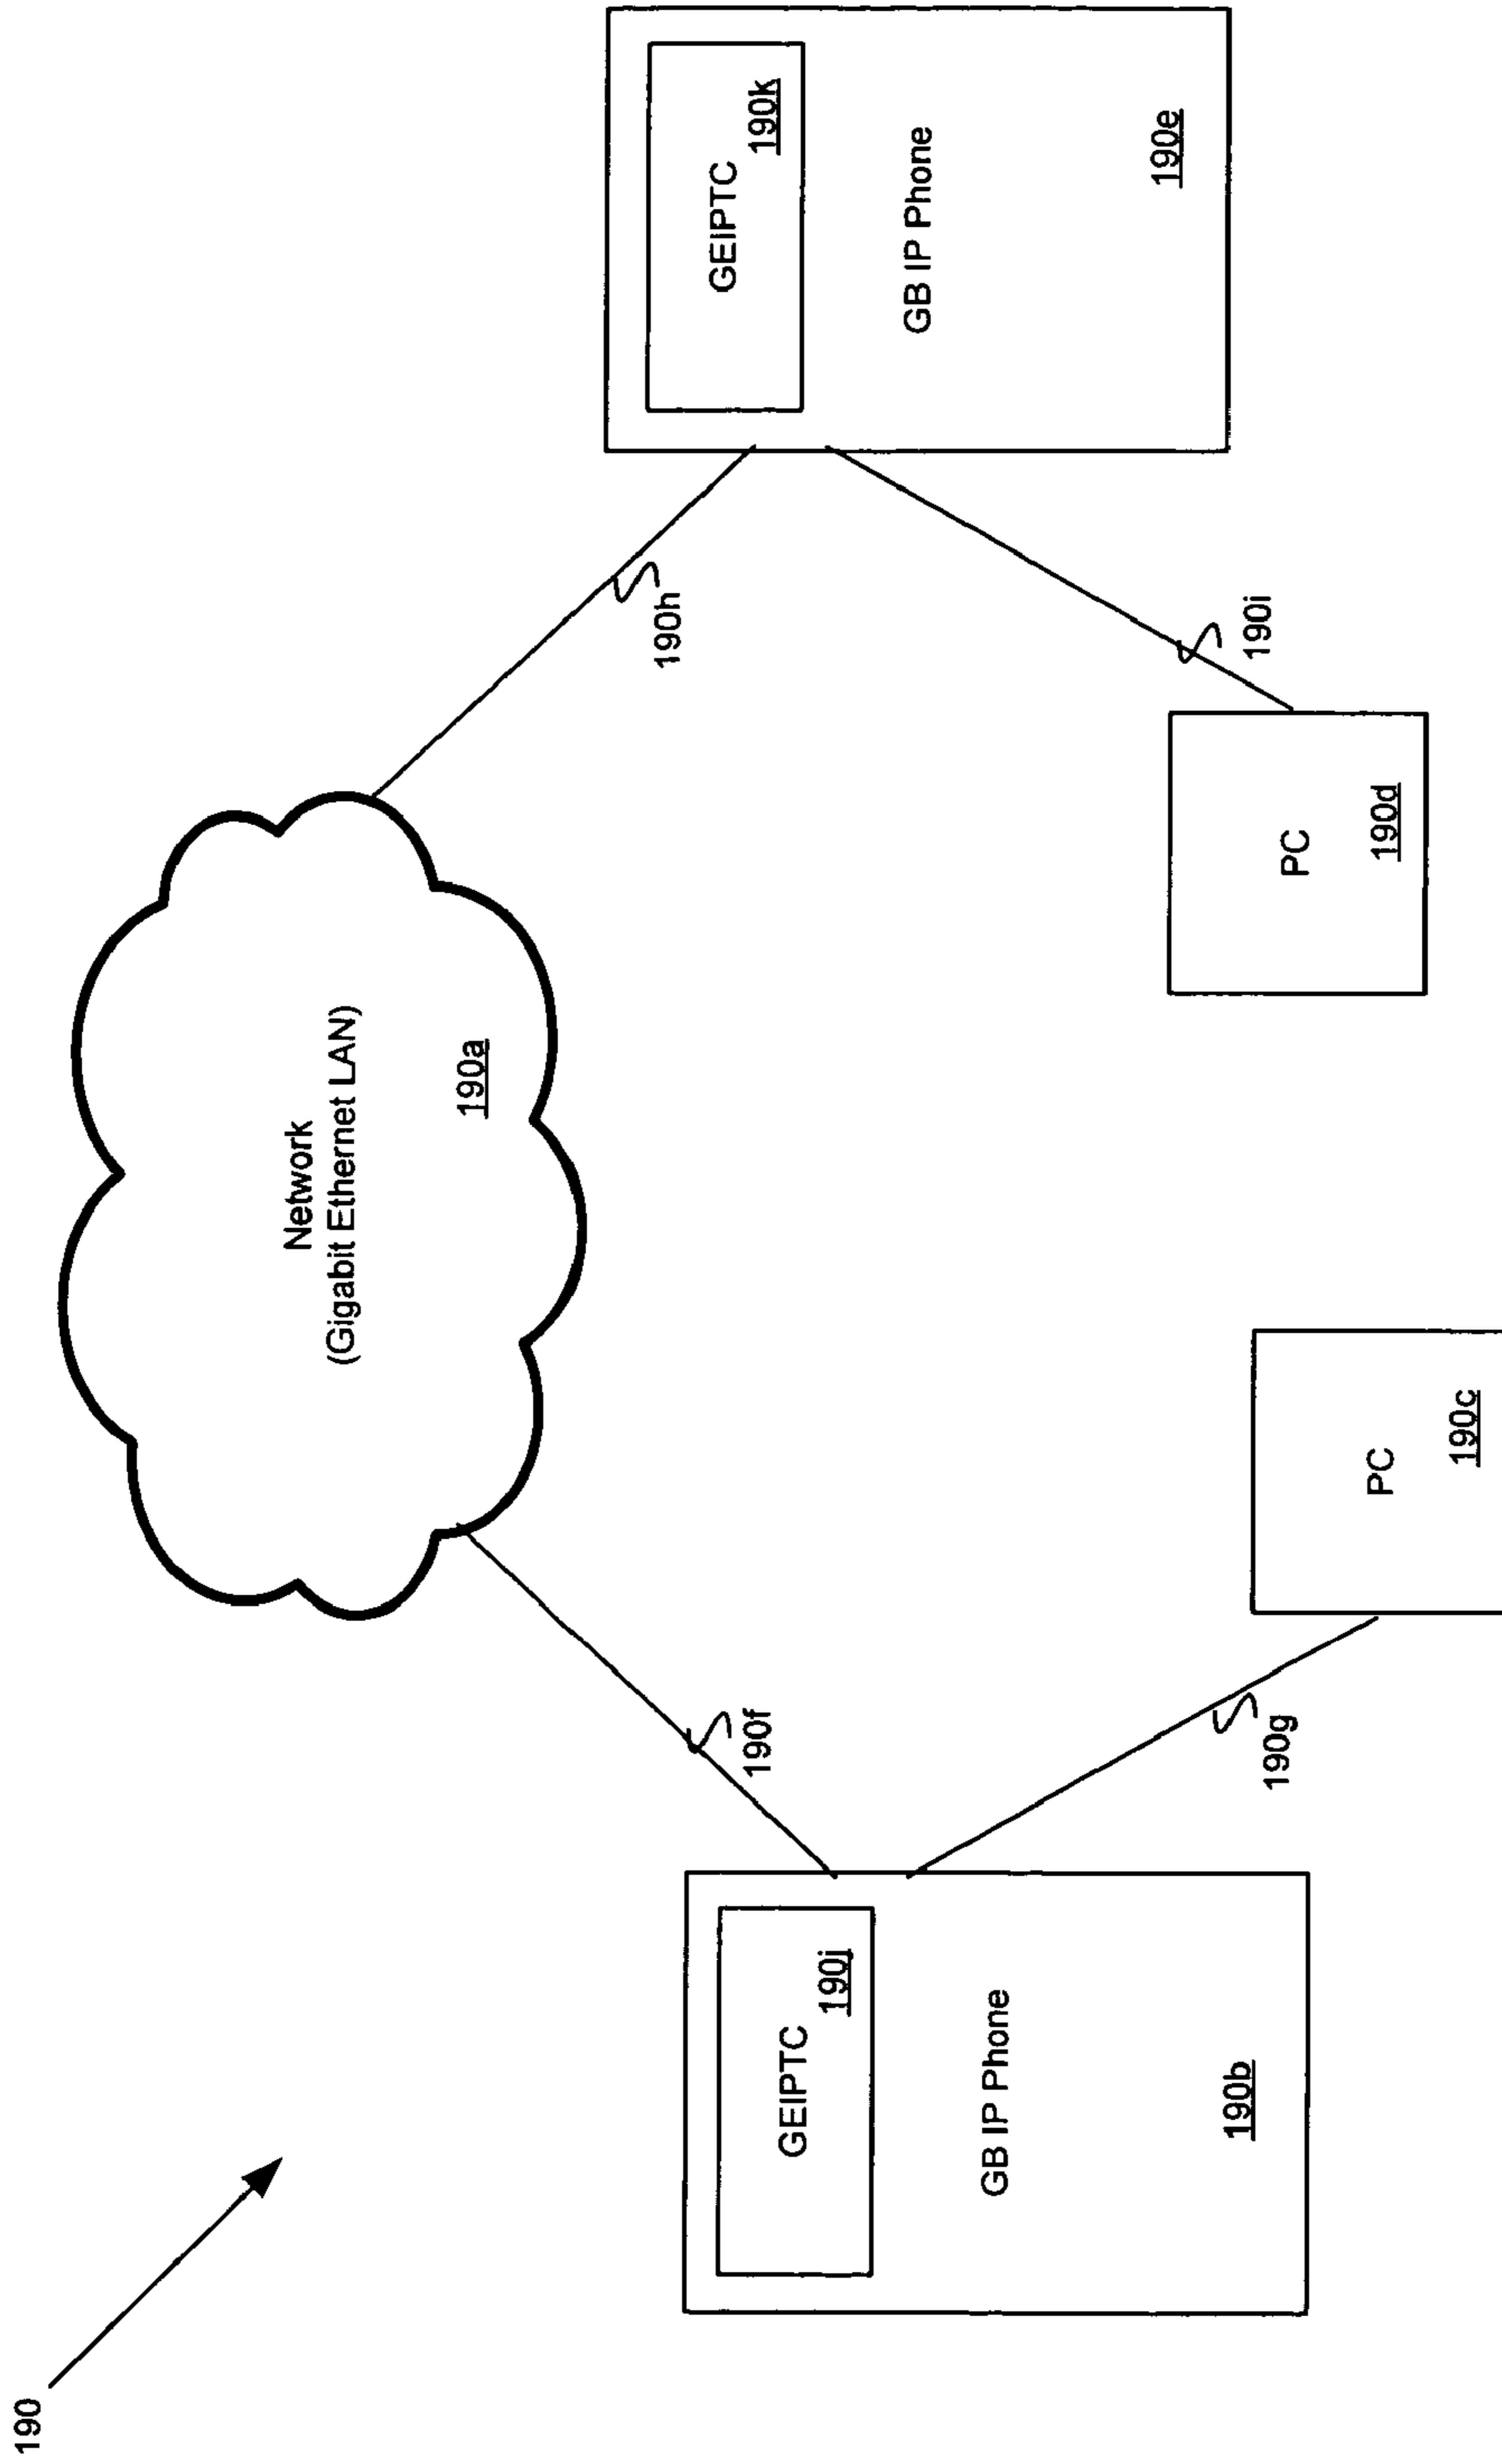 190
Network
(Gigabit Ethernet LAN)
190a
190f
190h
GEIPTC
190j
GB IP Phone
190b
GEIPTC
190k
GB IP Phone
190e
190g
190i
PC
190c
PC
190d